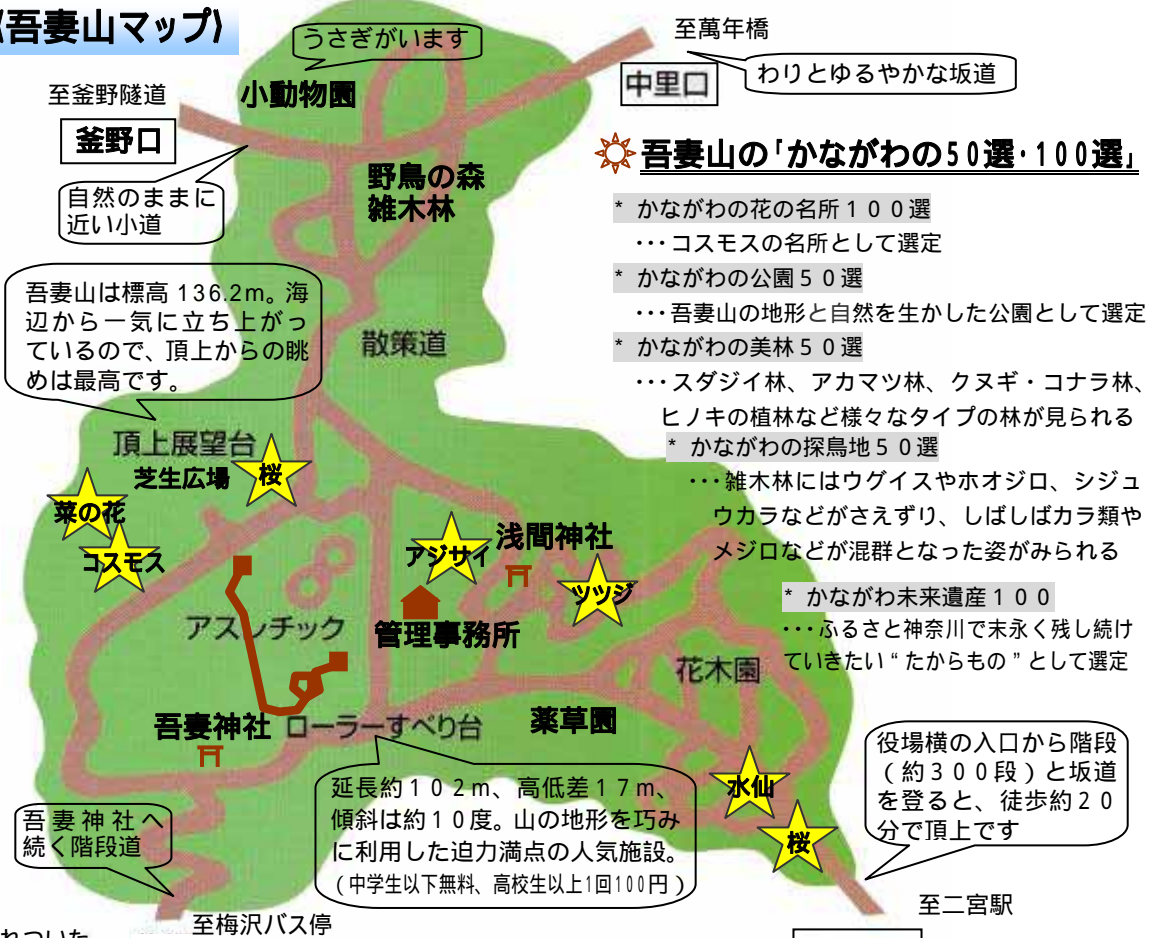 吾妻山マップ〉
うさぎがいます
至萬年橋
わりとゆるやかな坂道
中里口
至釜野隧道
小動物園
釜野口
自然のままに
近い小道
野鳥の森
雑木林
吾妻山の「かながわの50選・100選」
* かながわの花の名所100選
・・・コスモスの名所として選定
* かながわの公園50選
・・・吾妻山の地形と自然を生かした公園として選定
* かながわの美林50選
・・・スダジイ林、アカマツ林、クヌギ・コナラ林、
ヒノキの植林など様々なタイプの林が見られる
* かながわの探鳥地50選
・・・雑木林にはウグイスやホオジロ、シジュ
ウカラなどがさえずり、しばしばカラ類や
メジロなどが混群となった姿がみられる
* かながわ未来遺産100
・・・ふるさと神奈川で末永く残し続け
ていきたい“たからもの”として選定
吾妻山は標高136.2m。海
辺から一気に立ち上がっ
ているので、頂上からの眺
めは最高です。
散策道
頂上展望台
芝生広場
桜
菜の花
コスモス
アジサイ
浅間神社
ツツジ
アスレチック
管理事務所
花木園
吾妻神社
ローラーすべり台
薬草園
水仙
桜
役場横の入口から階段
(約300段)と坂道
を登ると、徒歩約20
分で頂上です
延長約102m、高低差17m、
傾斜は約10度。山の地形を巧み
に利用した迫力満点の人気施設。
(中学生以下無料、高校生以上1回100円)
吾妻神社へ
続く階段道
至二宮駅
至梅沢バス停